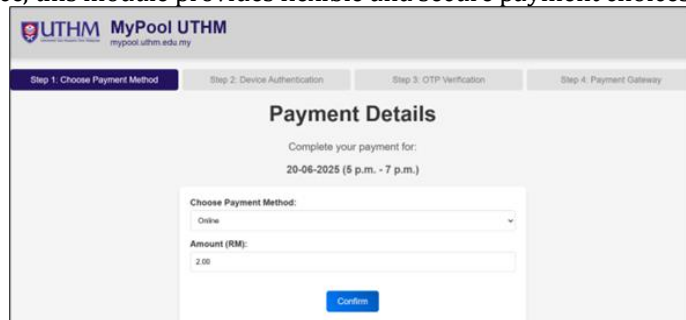 this module provides flexible and secure payment choices
UTHM MyPool UTHM
mypool.uthm.edu.my
Step 1: Choose Payment Method Step 2: Device Authentication Step 3: OTP Verification Step 4: Payment Gateway
Payment Details
Complete your payment for:
20-06-2025 (5 p.m. - 7 p.m.)
Choose Payment Method:
Online
Amount (RM):
2.00
Confirm